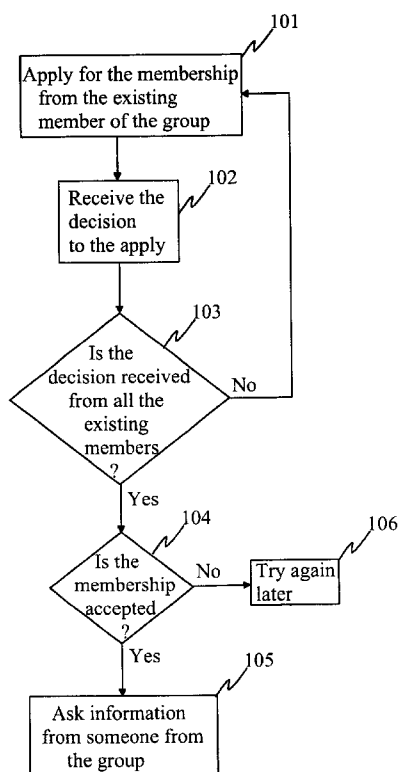 101
Apply for the membership
from the existing
member of the group
102
Receive the
decision
to the apply
103
Is the
decision received
from all the
existing
members
?
No
Yes
104
Is the
membership
accepted
?
No
106
Try again
later
Yes
105
Ask information
from someone from
the group